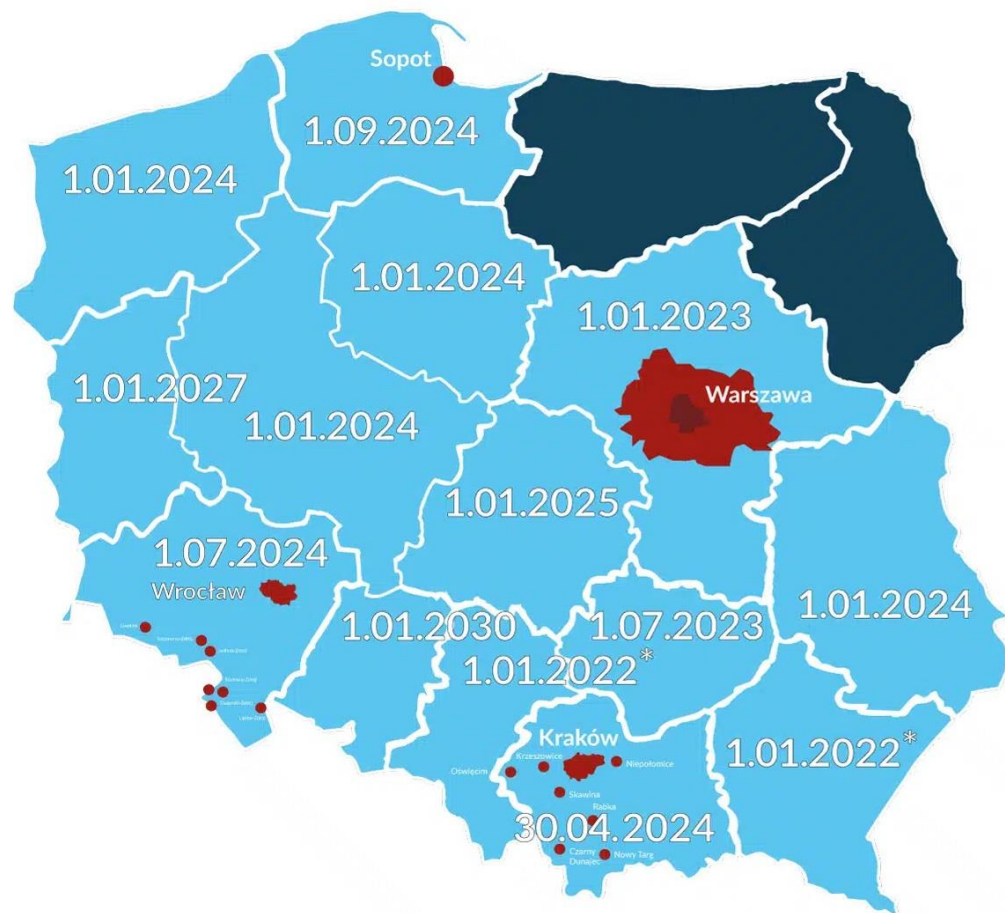 Sopot
1.09.2024
1.01.2024
1.01.2024
1.01.2023
1.01.2027
Warszawa
1.01.2024
1.01.2025
1.07.2024
Wrocław
1.01.2024
1.01.2030
1.07.2023
1.01.2022*
Kraków
1.01.2022*
Krzeszowice
Niepołomice
Oświęcim
Skawina
Rabka
30.04.2024
Czarny
Dunajec
Nowy Targ